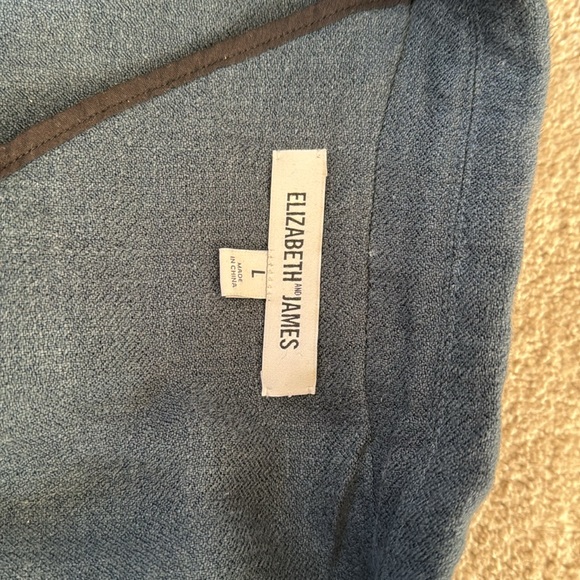 ELIZABETH AND JAMES
L
MADE
IN CHINA